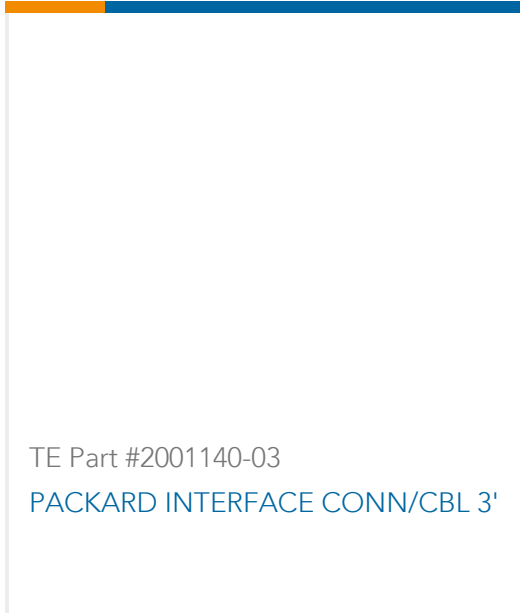 TE Part #2001140-03
PACKARD INTERFACE CONN/CBL 3'